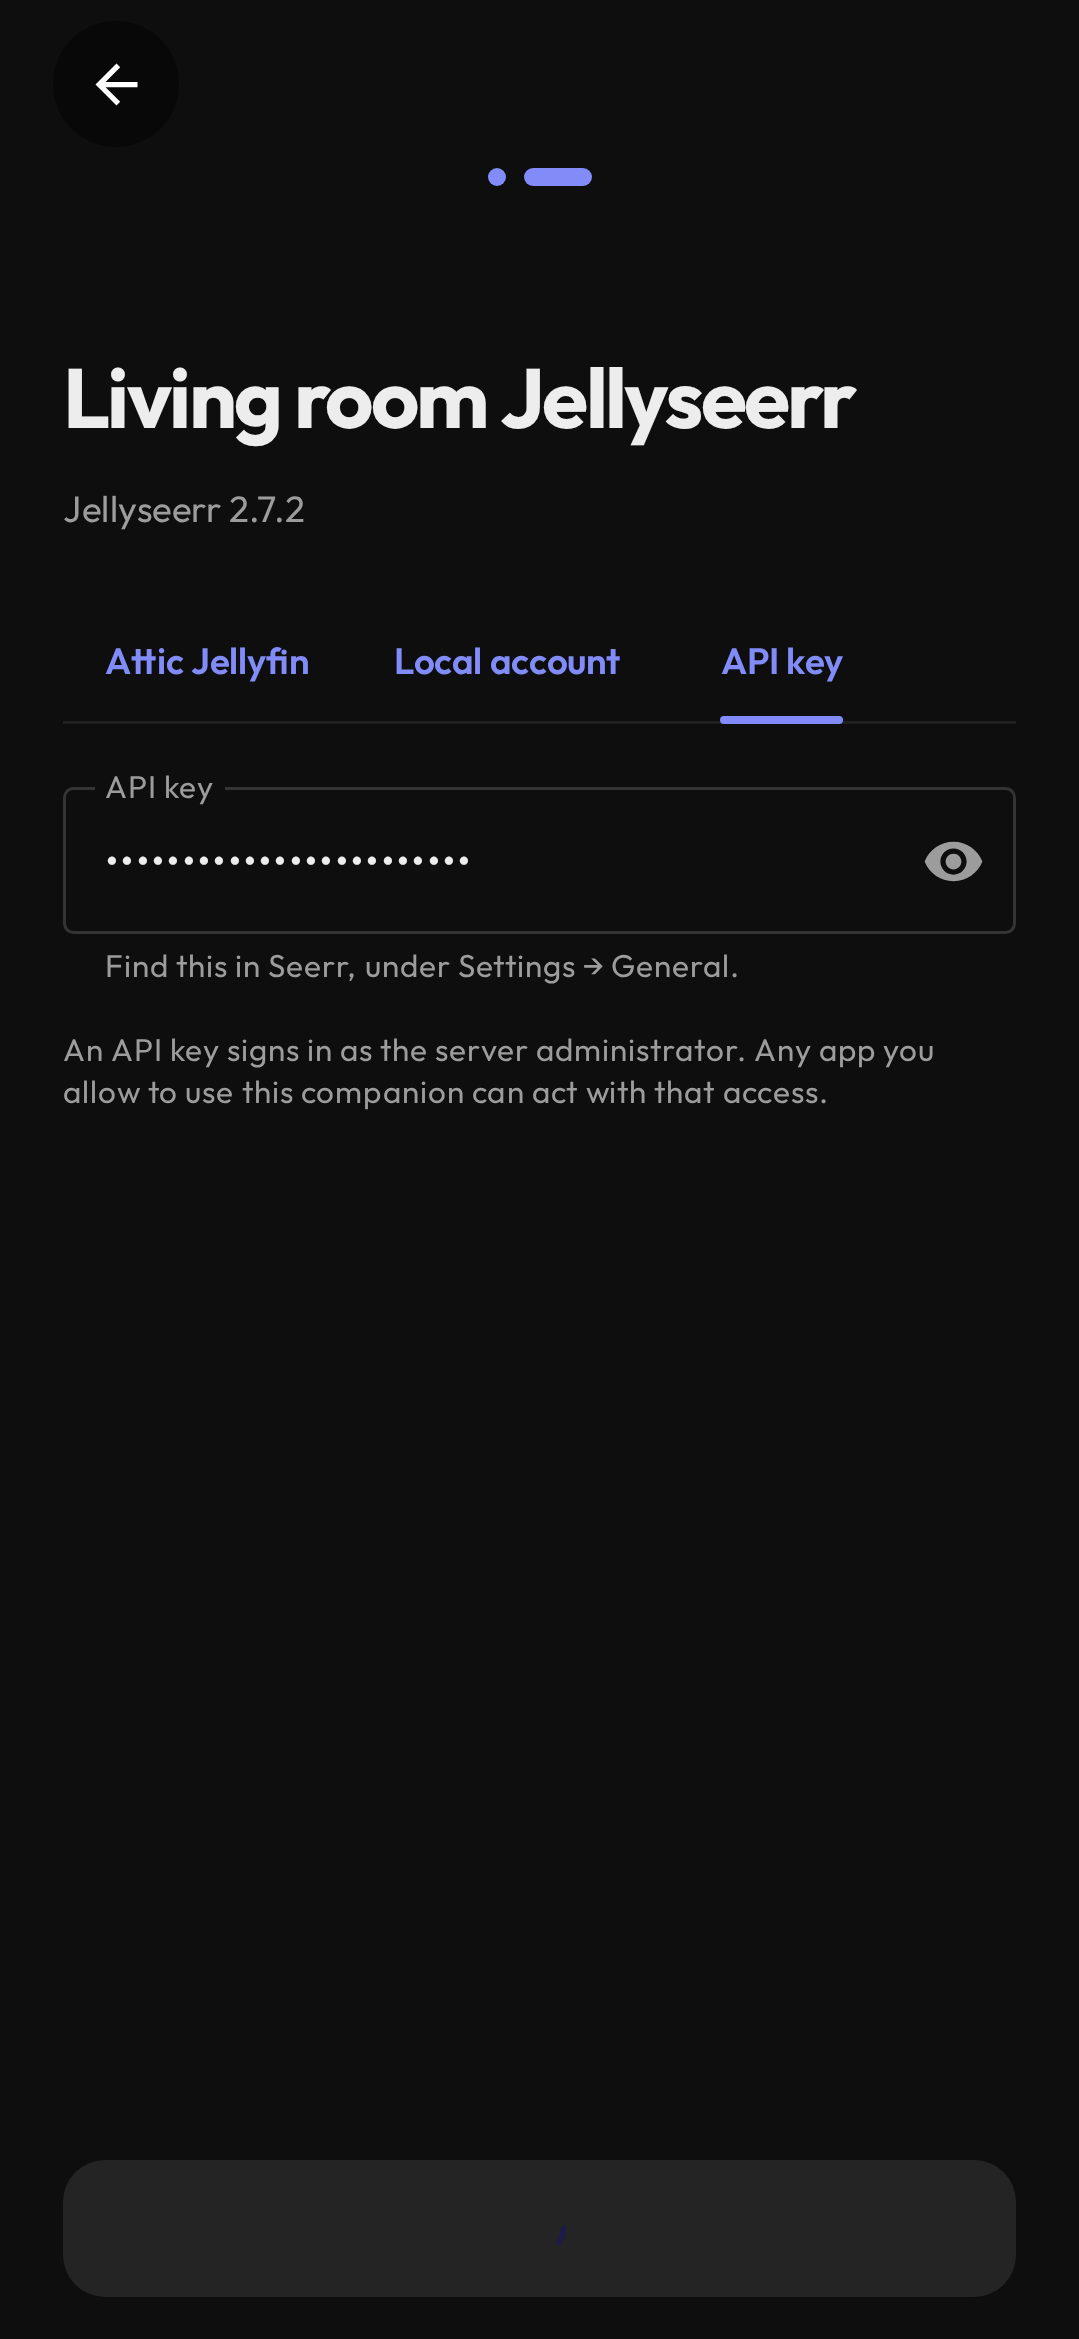 Living room Jellyseerr
Jellyseerr 2.7.2
Attic Jellyfin Local account API key
API key
••••••••••••••••••••••••
Find this in Seerr, under Settings → General.
An API key signs in as the server administrator. Any app you
allow to use this companion can act with that access.